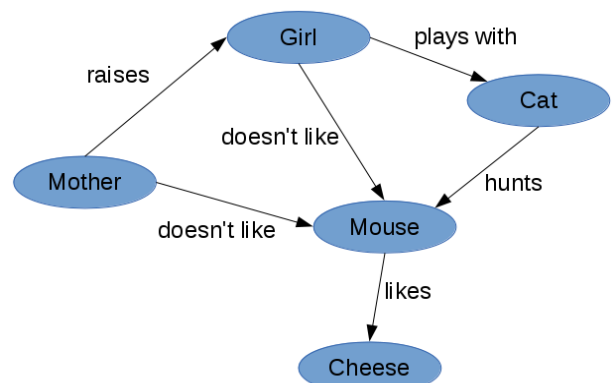 Girl
plays with
raises
Cat
doesn't like
Mother
hunts
doesn't like
Mouse
likes
Cheese